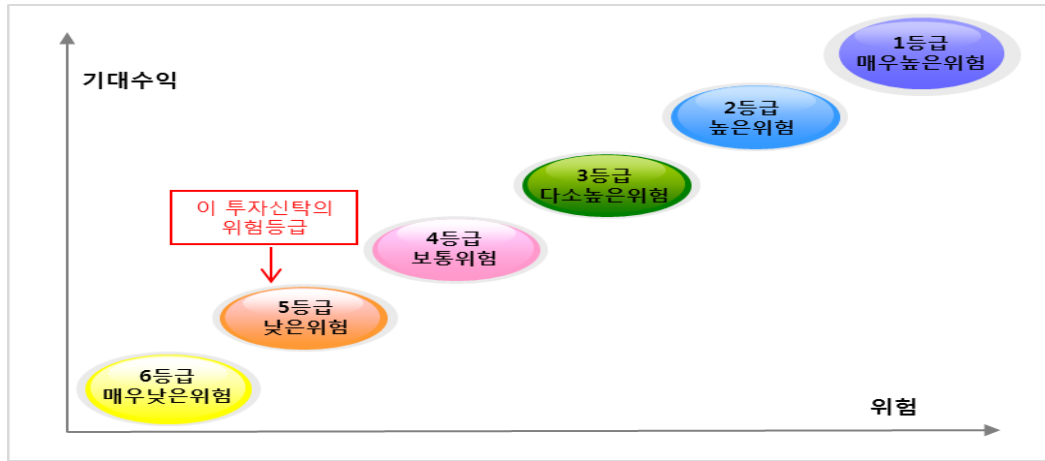 1등급
매우높은위험
기대수익
2등급
높은위험
3등급
다소높은위험
이 투자신탁의
위험등급
4등급
보통위험
5등급
낮은위험
6등급
매우낮은위험
위험